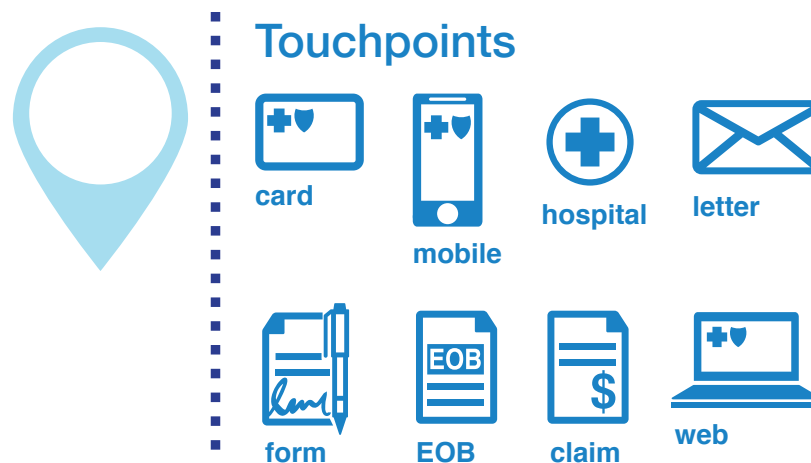 Touchpoints
card
mobile
hospital
letter
EOB
$
form
EOB
claim
web